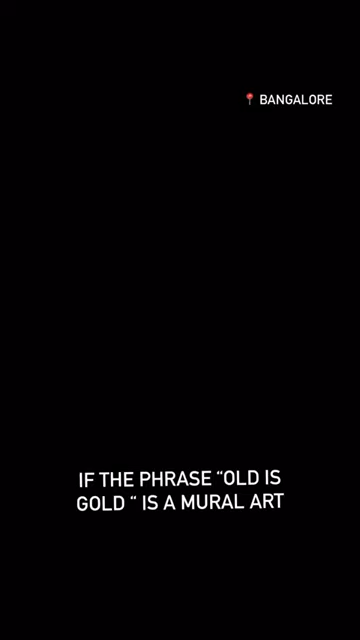 📍 BANGALORE
IF THE PHRASE “OLD IS
GOLD “ IS A MURAL ART